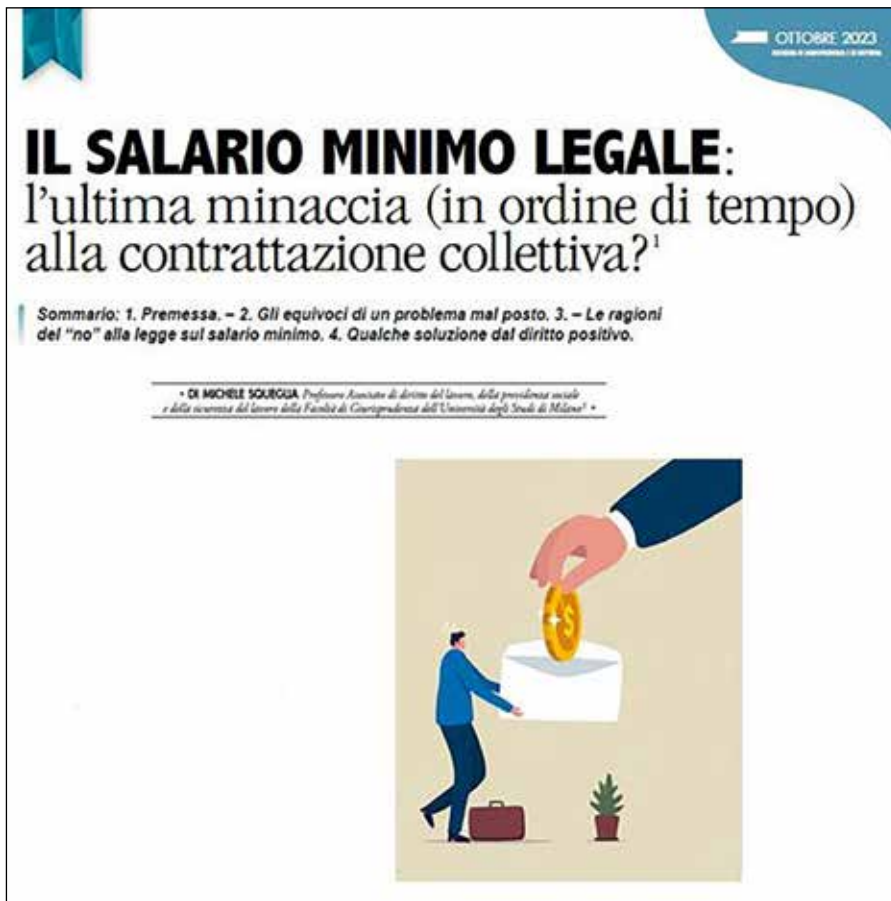 OTTOBRE 2023
IL SALARIO MINIMO LEGALE:
l'ultima minaccia (in ordine di tempo)
alla contrattazione collettiva?¹
Sommario: 1. Premessa. – 2. Gli equivoci di un problema mal posto. 3. – Le ragioni
del "no" alla legge sul salario minimo. 4. Qualche soluzione dal diritto positivo.
• DI MICHELE SQUEGLIA Professore Associato di diritto del lavoro, della previdenza sociale
e della sicurezza del lavoro della Facoltà di Giurisprudenza dell'Università degli Studi di Milano² •
$